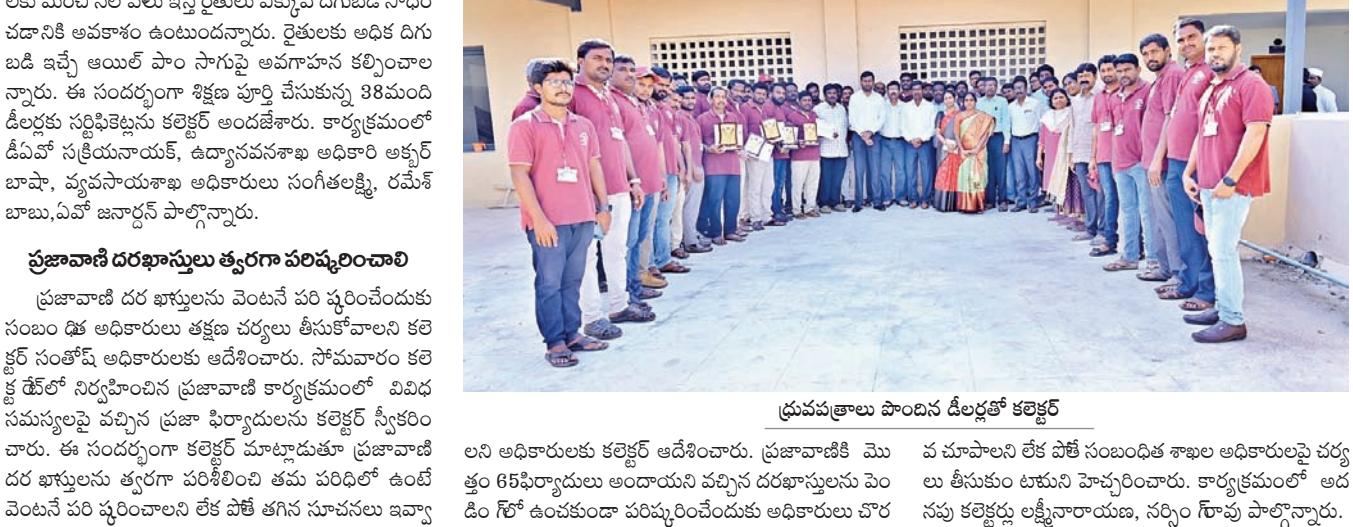 లకు మంచి సేవలు ఇస్తే రైతులు ఎక్కువ దిగుబడి సాధిం
చడానికి అవకాశం ఉంటుందన్నారు. రైతులకు అధిక దిగు
బడి ఇచ్చే ఆయిల్ పాం సాగుపై అవగాహన కల్పించాల
న్నారు. ఈ సందర్భంగా శిక్షణ పూర్తి చేసుకున్న 38మంది
డీలర్లకు సర్టిఫికెట్లను కలెక్టర్ అందజేశారు. కార్యక్రమంలో
డీఏవో సక్రియనాయక్, ఉద్యానవనశాఖ అధికారి అక్బర్
బాషా, వ్యవసాయశాఖ అధికారులు సంగీతలక్ష్మి, రమేశ్
బాబు,ఏవో జనార్దన్ పాల్గొన్నారు.
ప్రజావాణి దరఖాస్తులు త్వరగా పరిష్కరించాలి
ప్రజావాణి దర ఖాస్తులను వెంటనే పరి ష్కరించేందుకు
సంబం ధిత అధికారులు తక్షణ చర్యలు తీసుకోవాలని కలె
క్టర్ సంతోష్ అధికారులకు ఆదేశించారు. సోమవారం కలె
క్ట రేట్‌లో నిర్వహించిన ప్రజావాణి కార్యక్రమంలో వివిధ
సమస్యలపై వచ్చిన ప్రజా ఫిర్యాదులను కలెక్టర్ స్వీకరిం
చారు. ఈ సందర్భంగా కలెక్టర్ మాట్లాడుతూ ప్రజావాణి
దర ఖాస్తులను త్వరగా పరిశీలించి తమ పరిధిలో ఉంటే
వెంటనే పరి ష్కరించాలని లేక పోతే తగిన సూచనలు ఇవ్వా
ధ్రువపత్రాలు పొందిన డీలర్లతో కలెక్టర్
లని అధికారులకు కలెక్టర్ ఆదేశించారు. ప్రజావాణికి మొ
త్తం 65ఫిర్యాదులు అందాయని వచ్చిన దరఖాస్తులను పెం
డిం గ్‌లో ఉంచకుండా పరిష్కరించేందుకు అధికారులు చొర
వ చూపాలని లేక పోతే సంబంధిత శాఖల అధికారులపై చర్య
లు తీసుకుం టామని హెచ్చరించారు. కార్యక్రమంలో అద
నపు కలెక్టర్లు లక్ష్మీనారాయణ, నర్సిం గ్‌రావు పాల్గొన్నారు.